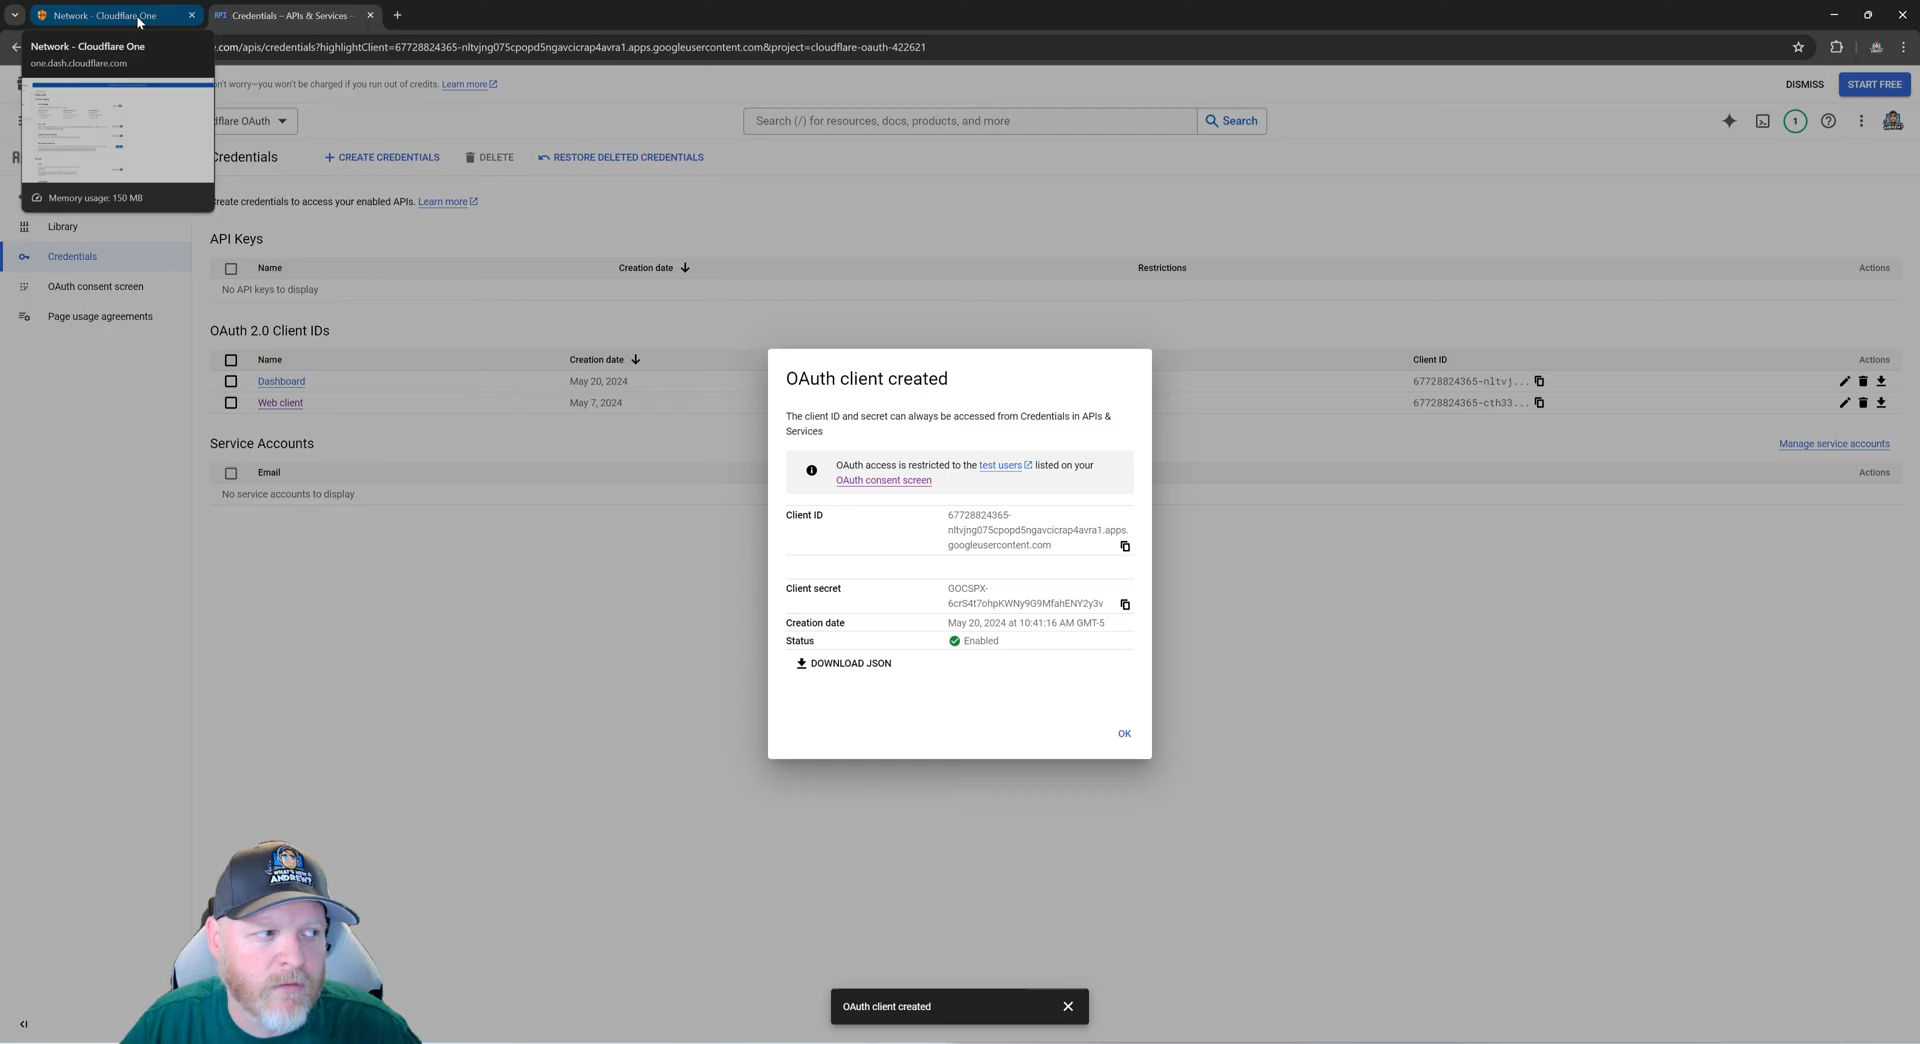 Network - Cloudflare One
Credentials – APIs & Services –
Network - Cloudflare One
one.dash.cloudflare.com
Memory usage: 150 MB
.com/apis/credentials?highlightClient=67728824365-nltvjng075cpopd5ngavcicrap4avra1.apps.googleusercontent.com&project=cloudflare-oauth-422621
on't worry—you won't be charged if you run out of credits. Learn more
DISMISS
START FREE
dflare OAuth
Search (/) for resources, docs, products, and more
Search
1
Credentials
CREATE CREDENTIALS
DELETE
RESTORE DELETED CREDENTIALS
Create credentials to access your enabled APIs. Learn more
Library
Credentials
OAuth consent screen
Page usage agreements
API Keys
Name
Creation date
Restrictions
Actions
No API keys to display
OAuth 2.0 Client IDs
Name
Creation date
Client ID
Actions
Dashboard
May 20, 2024
67728824365-nltvj...
Web client
May 7, 2024
67728824365-cth33...
Service Accounts
Manage service accounts
Email
Actions
No service accounts to display
OAuth client created
The client ID and secret can always be accessed from Credentials in APIs &
Services
OAuth access is restricted to the test users listed on your
OAuth consent screen
Client ID
67728824365-
nltvjng075cpopd5ngavcicrap4avra1.apps.
googleusercontent.com
Client secret
GOCSPX-
6crS4t7ohpKWNy9G9MfahENY2y3v
Creation date
May 20, 2024 at 10:41:16 AM GMT-5
Status
Enabled
DOWNLOAD JSON
OK
WHAT'S NEW
ANDREW?
OAuth client created